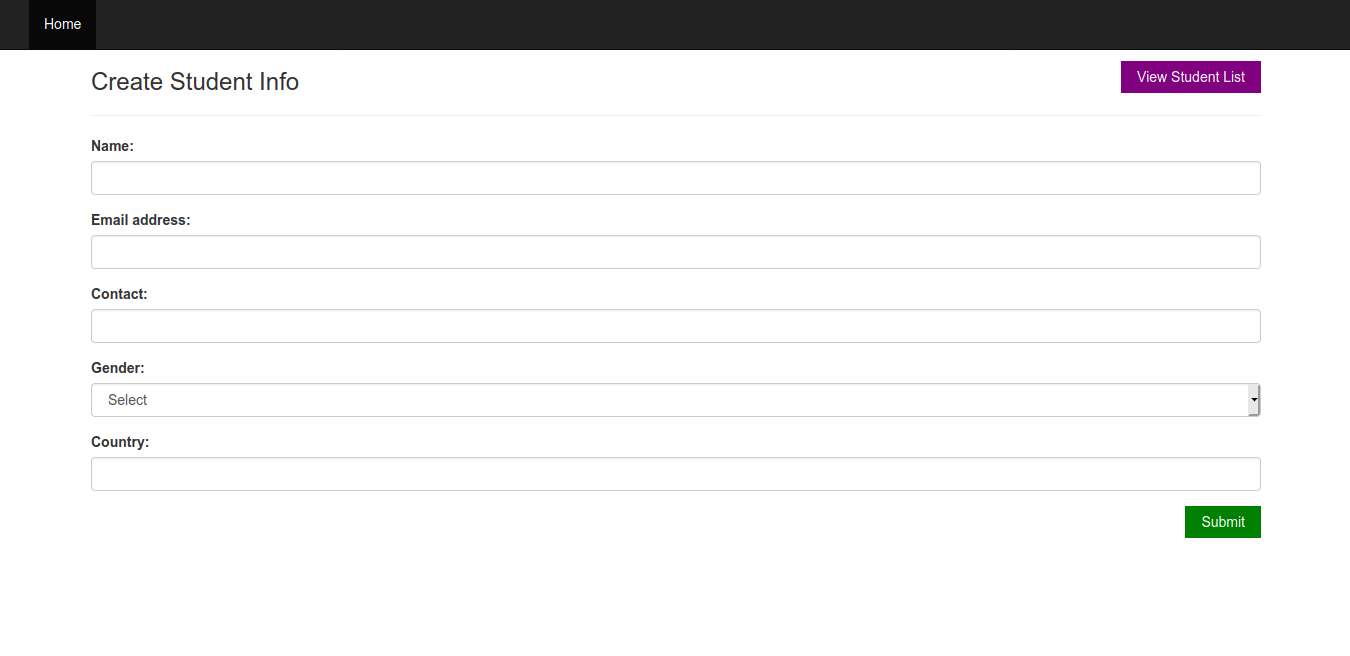 Home
Create Student Info
View Student List
Name:
Email address:
Contact:
Gender:
Select
Country:
Submit